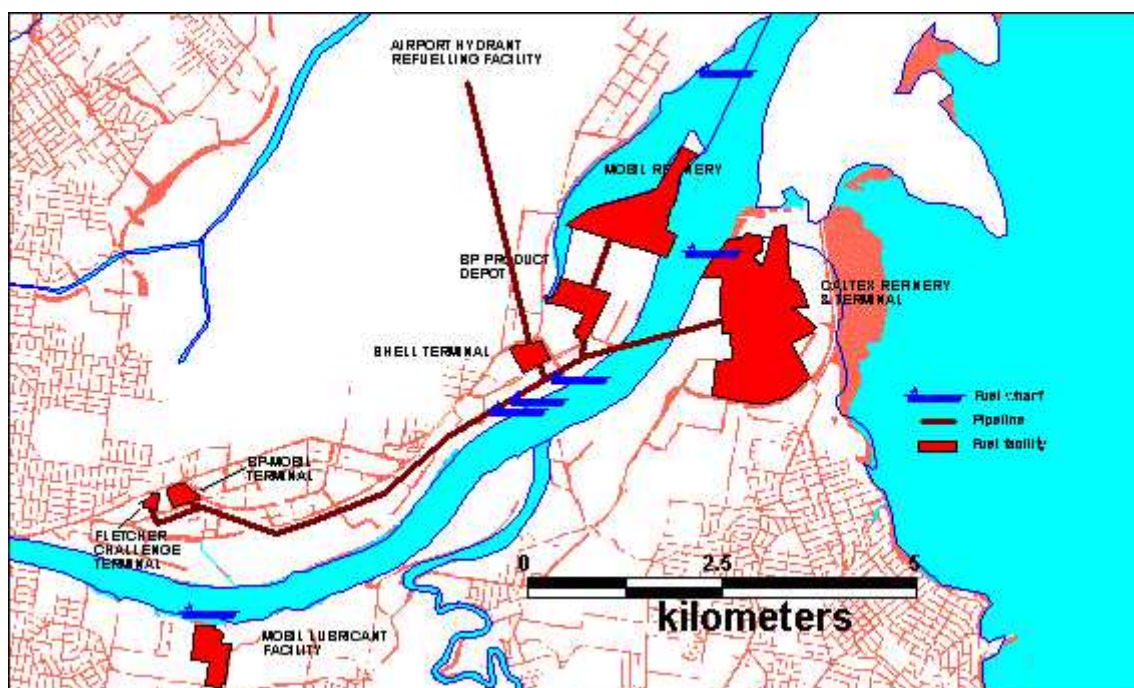 AIRPORT HYDRANT
REFUELLING FACILITY
MOBIL REFINERY
BP PRODUCT
DEPOT
CALTEX REFINERY
& TERMINAL
SHELL TERMINAL
Fuel wharf
Pipeline
Fuel facility
BP-MOBIL
TERMINAL
FLETCHER
CHALLENGE
TERMINAL
0 2.5 5
kilometers
MOBIL LUBRICANT
FACILITY